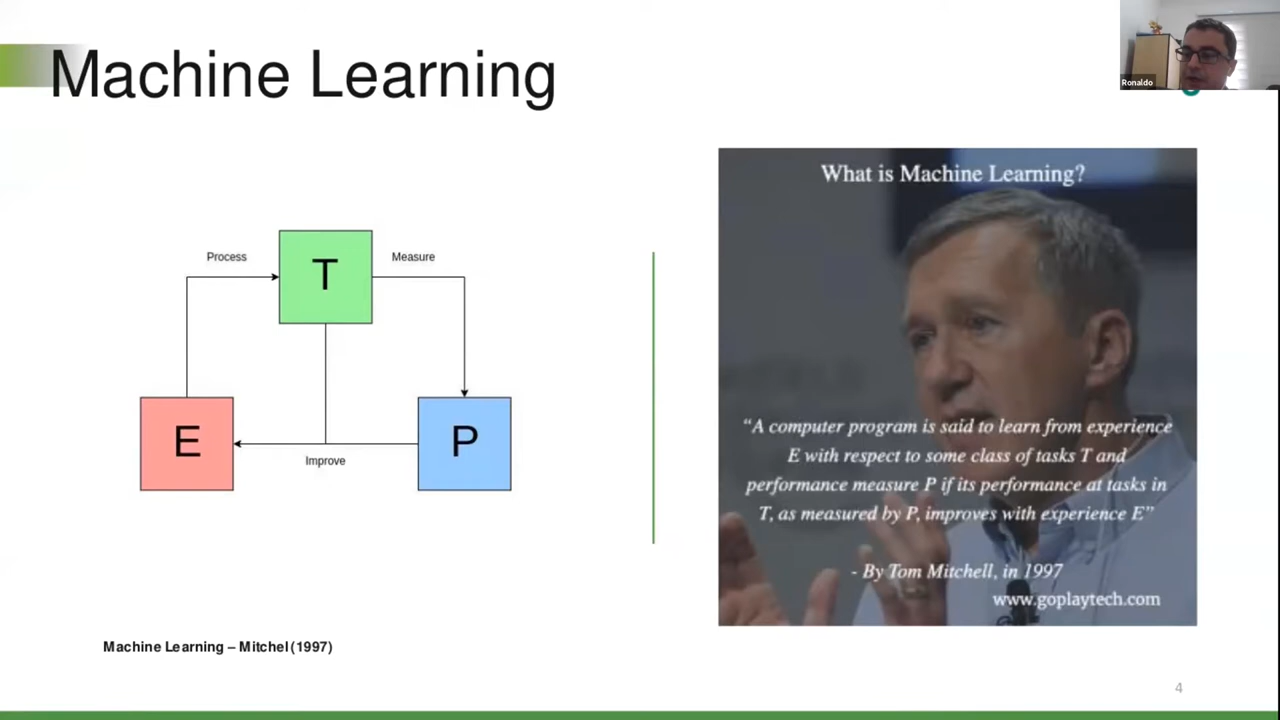 Machine Learning
Ronaldo
Process
T
Measure
E
P
Improve
Machine Learning – Mitchel (1997)
What is Machine Learning?
“A computer program is said to learn from experience
E with respect to some class of tasks T and
performance measure P if its performance at tasks in
T, as measured by P, improves with experience E”
- By Tom Mitchell, in 1997
www.goplaytech.com
4